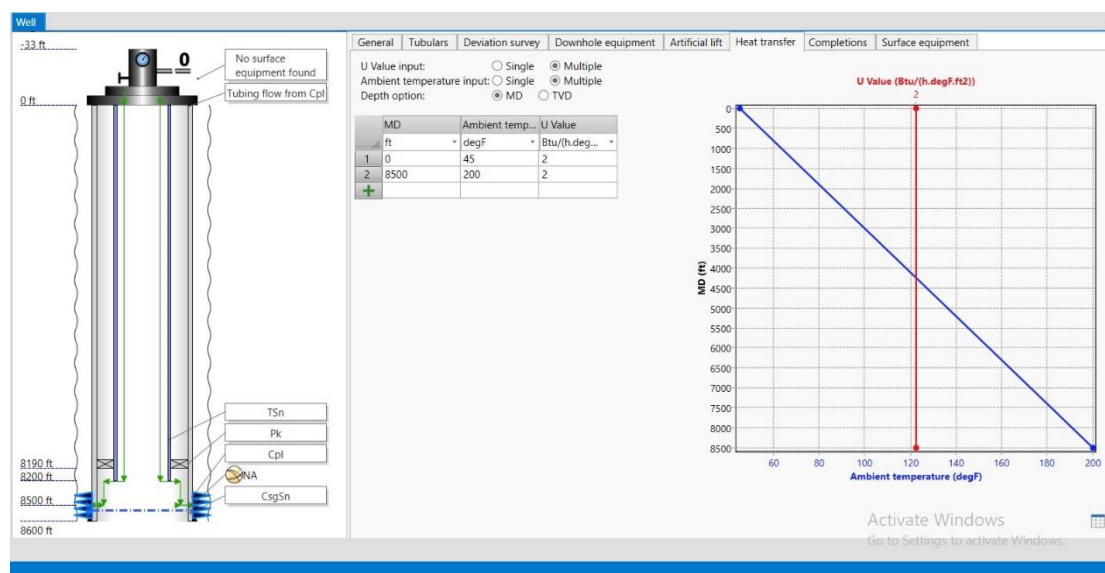 Well
-33 ft
0
No surface
equipment found
Tubing flow from Cpl
0 ft
TSn
Pk
Cpl
NA
CsgSn
8190 ft
8200 ft
8500 ft
8600 ft
General Tubulars Deviation survey Downhole equipment Artificial lift Heat transfer Completions Surface equipment
U Value input: Single Multiple
Ambient temperature input: Single Multiple
Depth option: MD TVD
MD Ambient temp... U Value
ft degF Btu/(h.deg...
1 0 45 2
2 8500 200 2
U Value (Btu/(h.degF.ft2))
2
MD (ft)
0
500
1000
1500
2000
2500
3000
3500
4000
4500
5000
5500
6000
6500
7000
7500
8000
8500
60 80 100 120 140 160 180 200
Ambient temperature (degF)
Activate Windows
Go to Settings to activate Windows.